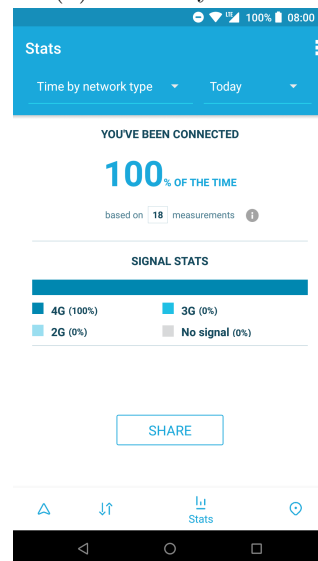 LTE 100% 08:00
Stats
Time by network type Today
YOU'VE BEEN CONNECTED
100% OF THE TIME
based on 18 measurements i
SIGNAL STATS
4G (100%) 3G (0%)
2G (0%) No signal (0%)
SHARE
Stats